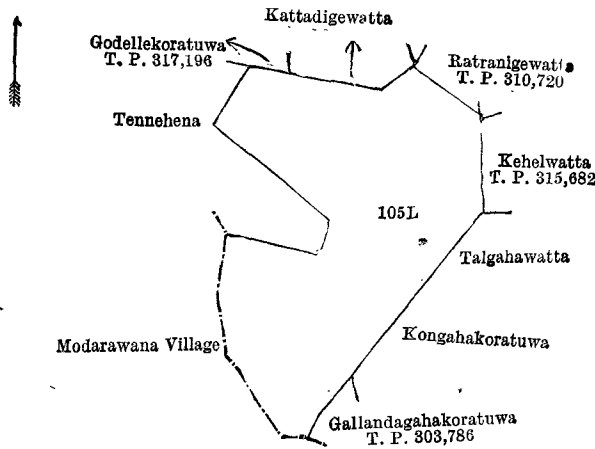 Kattadigewatta
Godellekoratuwa
T. P. 317,196
Ratranigewatta
T. P. 310,720
Tennehena
Kehelwatta
T. P. 315,682
105L
Talgahawatta
Kongahakoratuwa
Modarawana Village
Gallandagahakoratuwa
T. P. 303,786